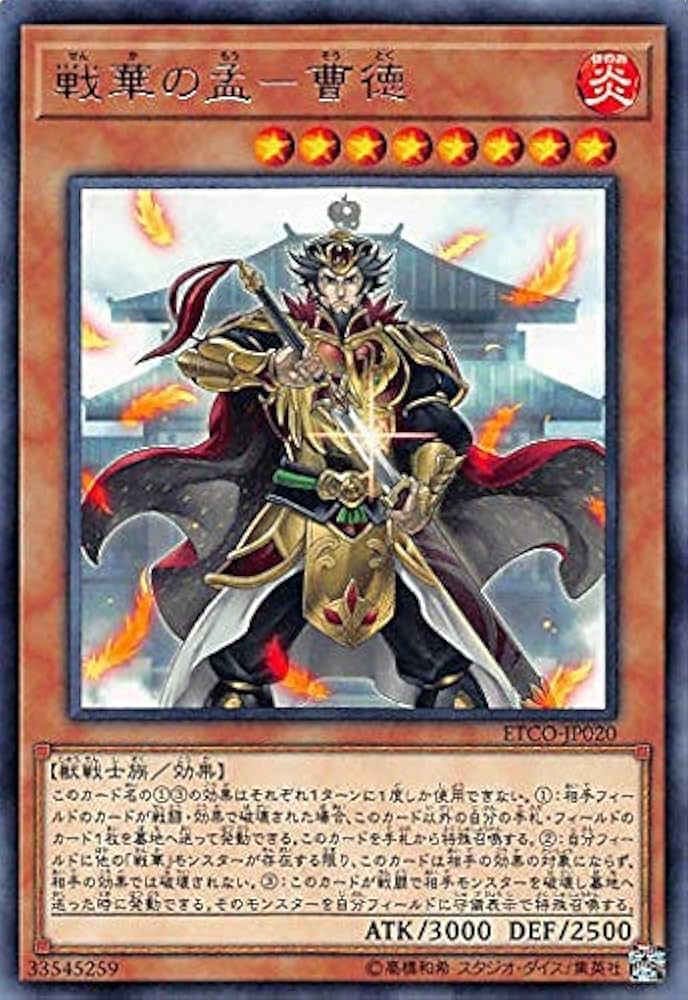 戦華の孟－曹徳
せん か もう そう とく
炎
ほのお
ETCO-JP020
【獣戦士族／効果】
このカード名の①③の効果はそれぞれ1ターンに1度しか使用できない。①：相手フィー
ルドのカードが戦闘・効果で破壊された場合、このカード以外の自分の手札・フィールドの
カード1枚を墓地へ送って発動できる。このカードを手札から特殊召喚する。②：自分フィー
ルドに他の「戦華」モンスターが存在する限り、このカードは相手の効果の対象にならず、
相手の効果では破壊されない。③：このカードが戦闘で相手モンスターを破壊し墓地へ
送った時に発動できる。そのモンスターを自分フィールドに守備表示で特殊召喚する。
ATK/3000 DEF/2500
33545259
©高橋和希 スタジオ・ダイス/集英社